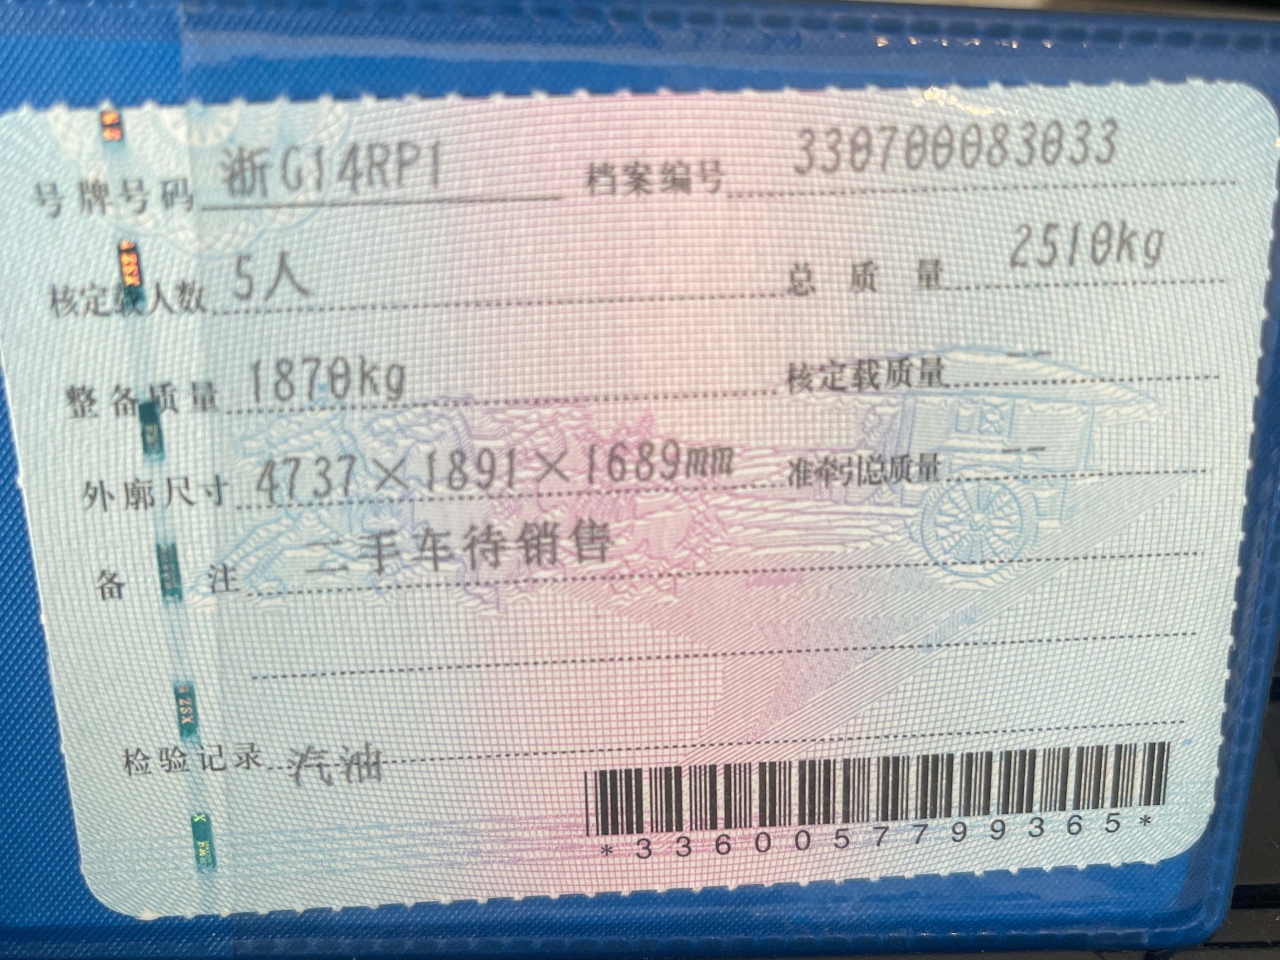 号牌号码 浙G14RP1 档案编号 330700083033
核定载人数 5人 总质量 2510kg
整备质量 1870kg 核定载质量 --
外廓尺寸 4737×1891×1689mm 准牵引总质量 --
备注 二手车待销售
检验记录 汽油
*3360057799365*